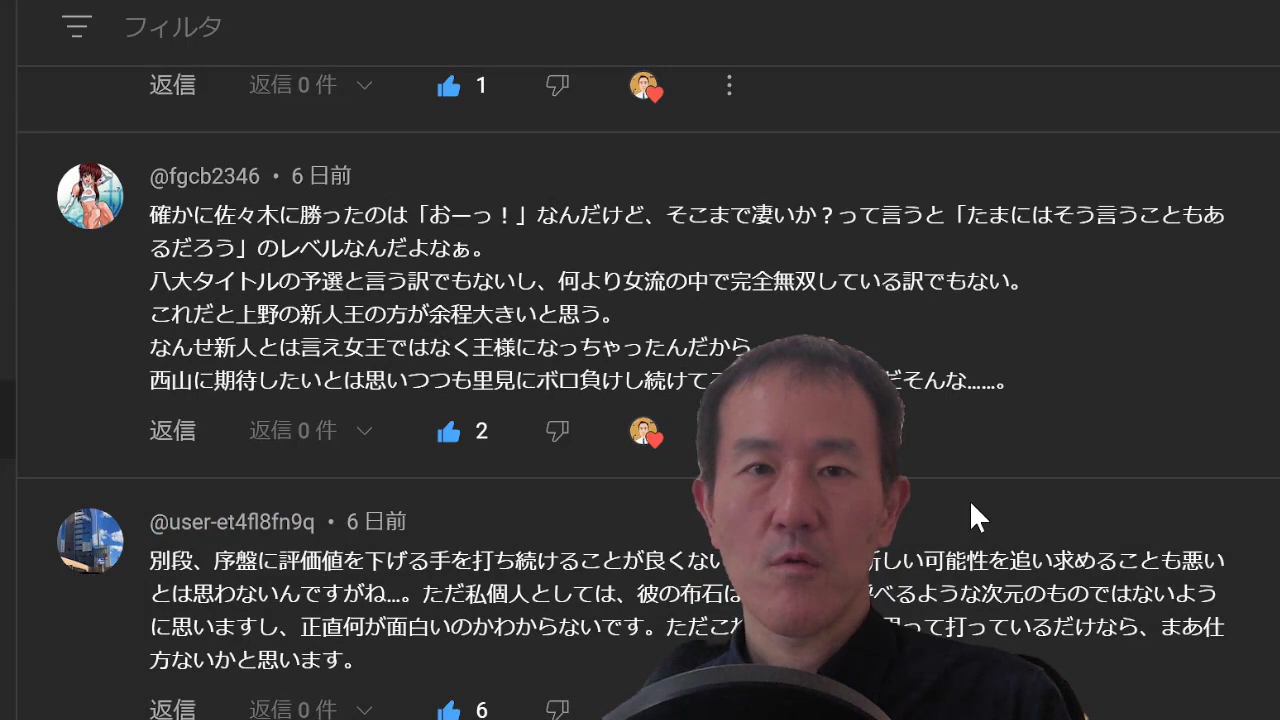 フィルタ
返信 返信 0 件 1
@fgcb2346 • 6 日前
確かに佐々木に勝ったのは「おーっ！」なんだけど、そこまで凄いか？って言うと「たまにはそう言うこともあ
るだろう」のレベルなんだよなぁ。
八大タイトルの予選と言う訳でもないし、何より女流の中で完全無双している訳でもない。
これだと上野の新人王の方が余程大きいと思う。
なんせ新人とは言え女王ではなく王様になっちゃったんだから
西山に期待したいとは思いつつも里見にボロ負けし続けて だそんな……。
返信 返信 0 件 2
@user-et4fl8fn9q • 6 日前
別段、序盤に評価値を下げる手を打ち続けることが良くな 新しい可能性を追い求めることも悪い
とは思わないんですがね…。ただ私個人としては、彼の布石は べるような次元のものではないよう
に思いますし、正直何が面白いのかわからないです。ただこ って打っているだけなら、まあ仕
方ないかと思います。
返信 返信 0 件 6